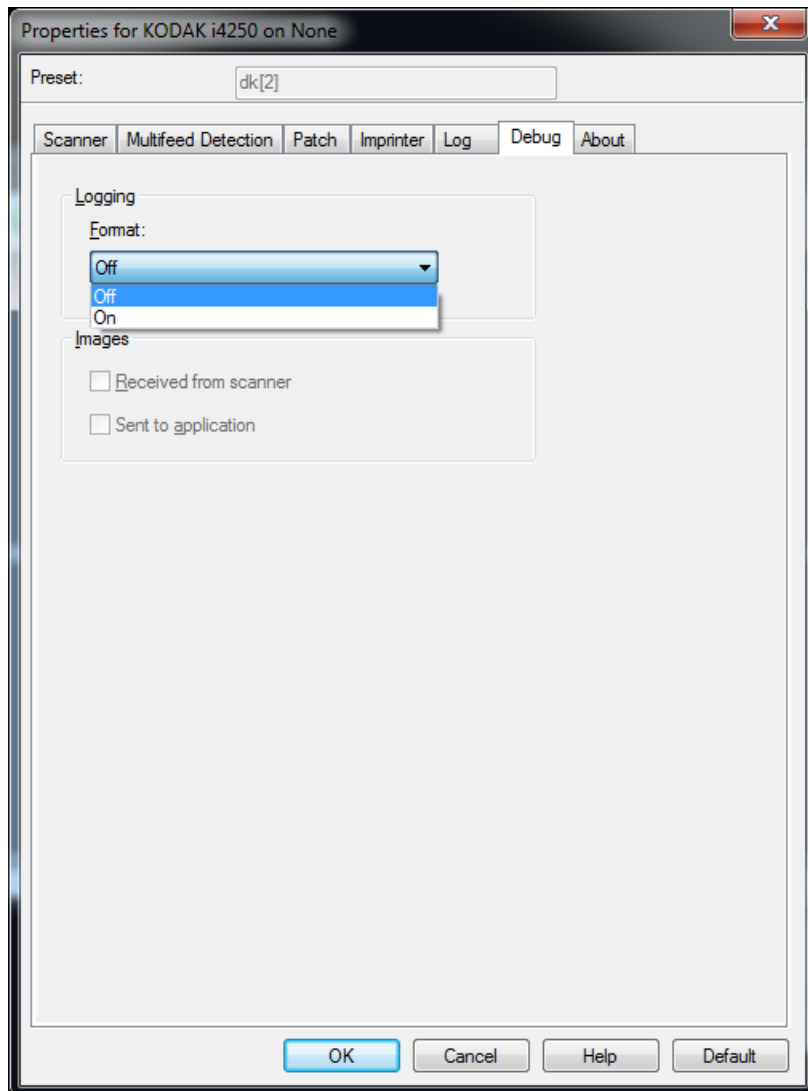 Properties for KODAK i4250 on None
x
Preset: dk[2]
Scanner Multifeed Detection Patch Imprinter Log Debug About
Logging
Format:
Off
Off
On
Images
Received from scanner
Sent to application
OK Cancel Help Default